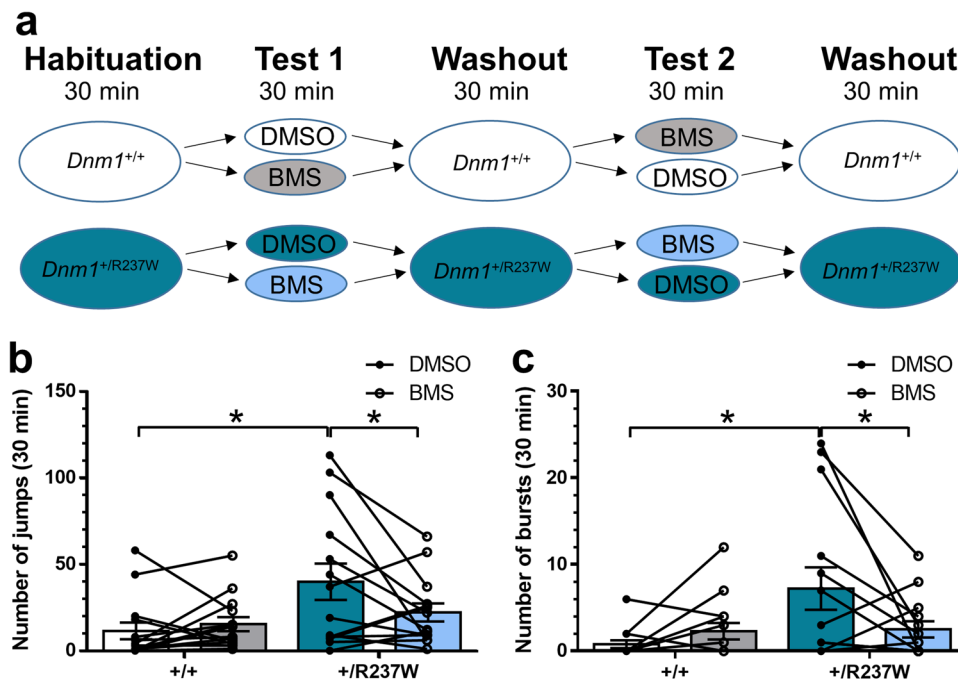 a
Habituation Test 1 Washout Test 2 Washout
30 min 30 min 30 min 30 min 30 min
DMSO BMS
Dnm1+/+ Dnm1+/+ Dnm1+/+
BMS DMSO
DMSO BMS
Dnm1+/R237W Dnm1+/R237W Dnm1+/R237W
BMS DMSO
b
DMSO
BMS
Number of jumps (30 min)
150
100
50
0
* *
+/+ +/R237W
c
DMSO
BMS
Number of bursts (30 min)
30
20
10
0
* *
+/+ +/R237W